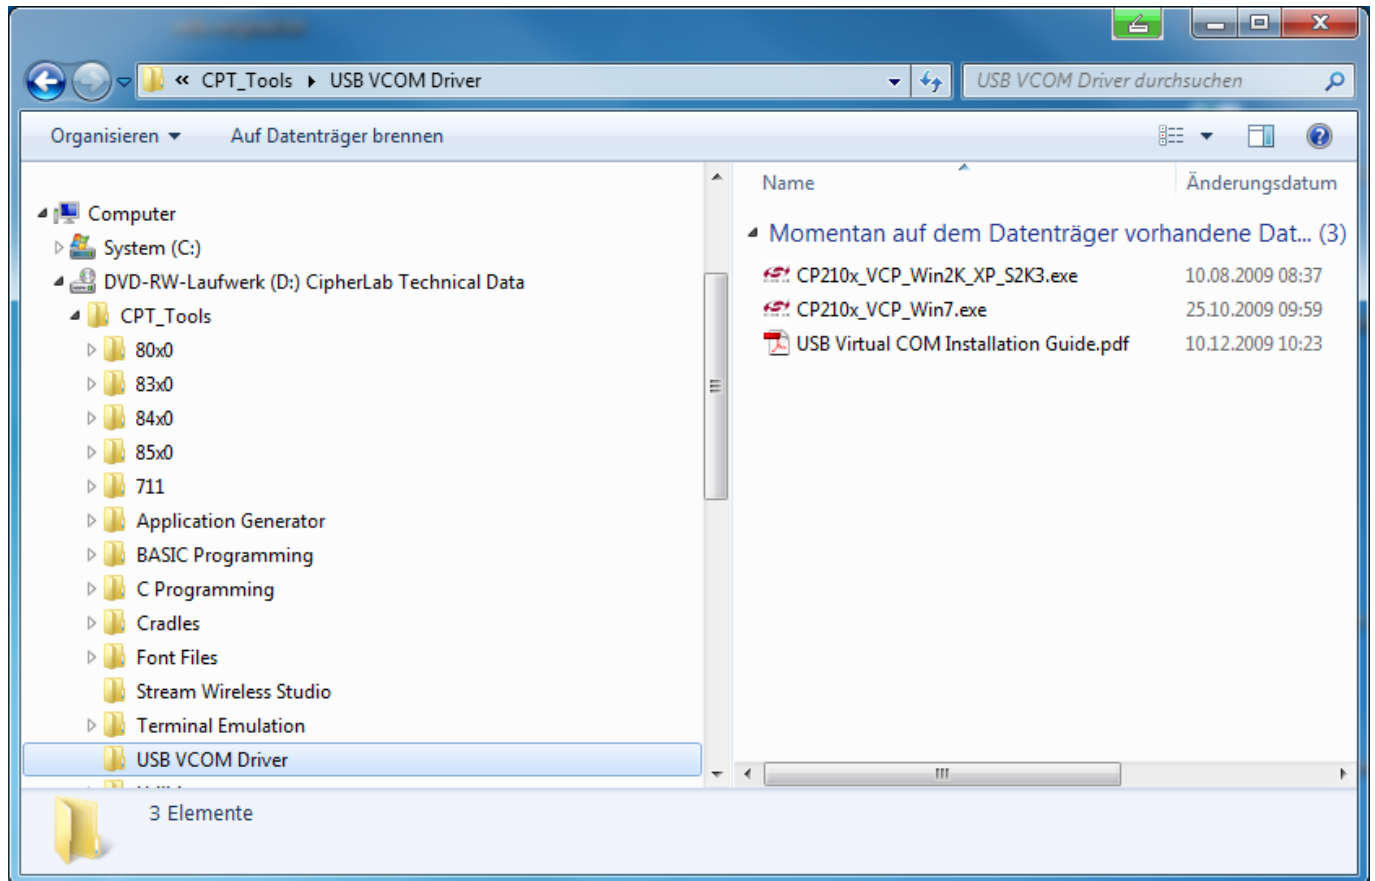 « CPT_Tools ▸ USB VCOM Driver
USB VCOM Driver durchsuchen
Organisieren Auf Datenträger brennen
Name Änderungsdatum
Computer
System (C:)
DVD-RW-Laufwerk (D:) CipherLab Technical Data
CPT_Tools
80x0
83x0
84x0
85x0
711
Application Generator
BASIC Programming
C Programming
Cradles
Font Files
Stream Wireless Studio
Terminal Emulation
USB VCOM Driver
Momentan auf dem Datenträger vorhandene Dat... (3)
CP210x_VCP_Win2K_XP_S2K3.exe 10.08.2009 08:37
CP210x_VCP_Win7.exe 25.10.2009 09:59
USB Virtual COM Installation Guide.pdf 10.12.2009 10:23
3 Elemente